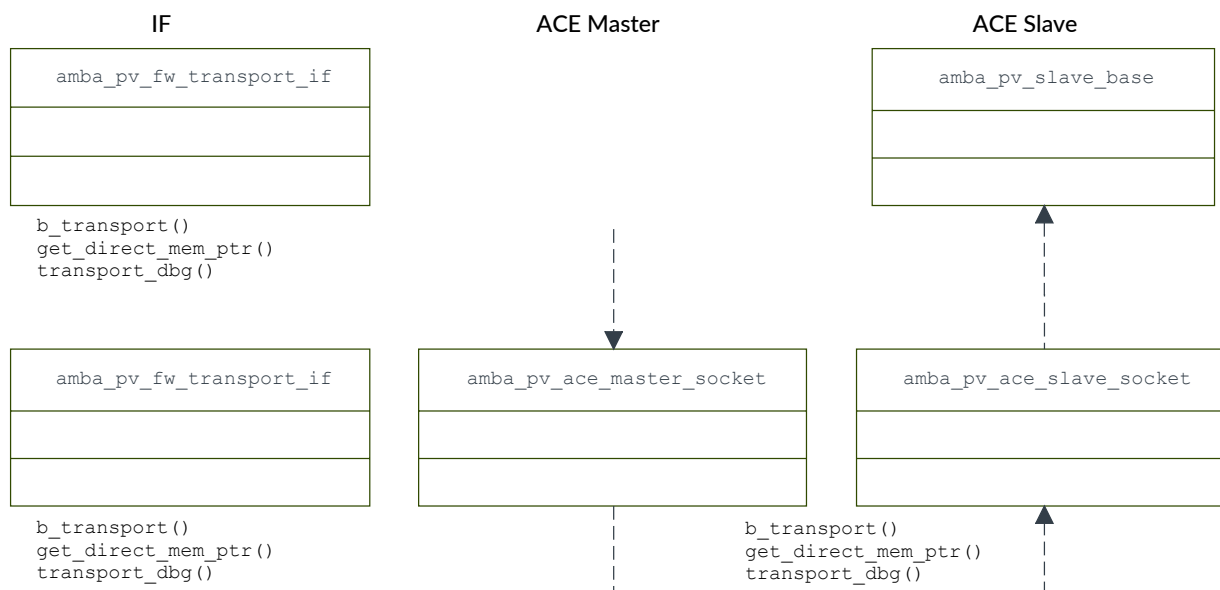 IF
ACE Master
ACE Slave
amba_pv_fw_transport_if
amba_pv_slave_base
b_transport()
get_direct_mem_ptr()
transport_dbg()
amba_pv_fw_transport_if
amba_pv_ace_master_socket
amba_pv_ace_slave_socket
b_transport()
get_direct_mem_ptr()
transport_dbg()
b_transport()
get_direct_mem_ptr()
transport_dbg()